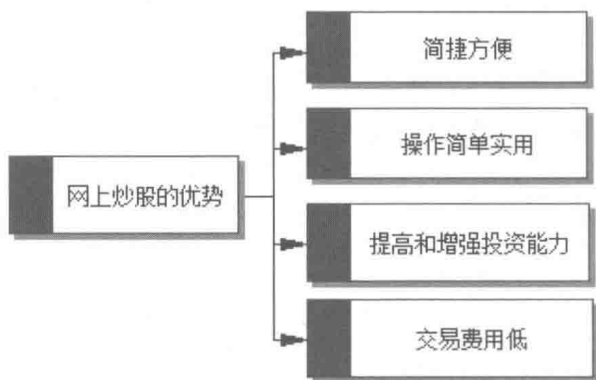 网上炒股的优势
简捷方便
操作简单实用
提高和增强投资能力
交易费用低